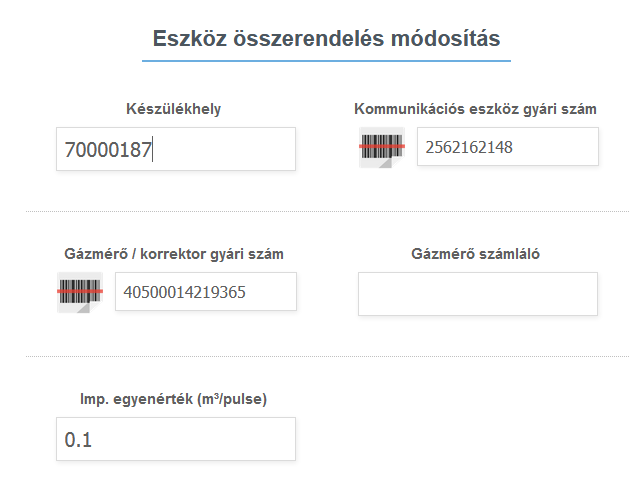 Eszköz összerendelés módosítás
Készülékhely
Kommunikációs eszköz gyári szám
70000187
2562162148
Gázmérő / korrektor gyári szám
Gázmérő számláló
40500014219365
Imp. egyenérték (m³/pulse)
0.1